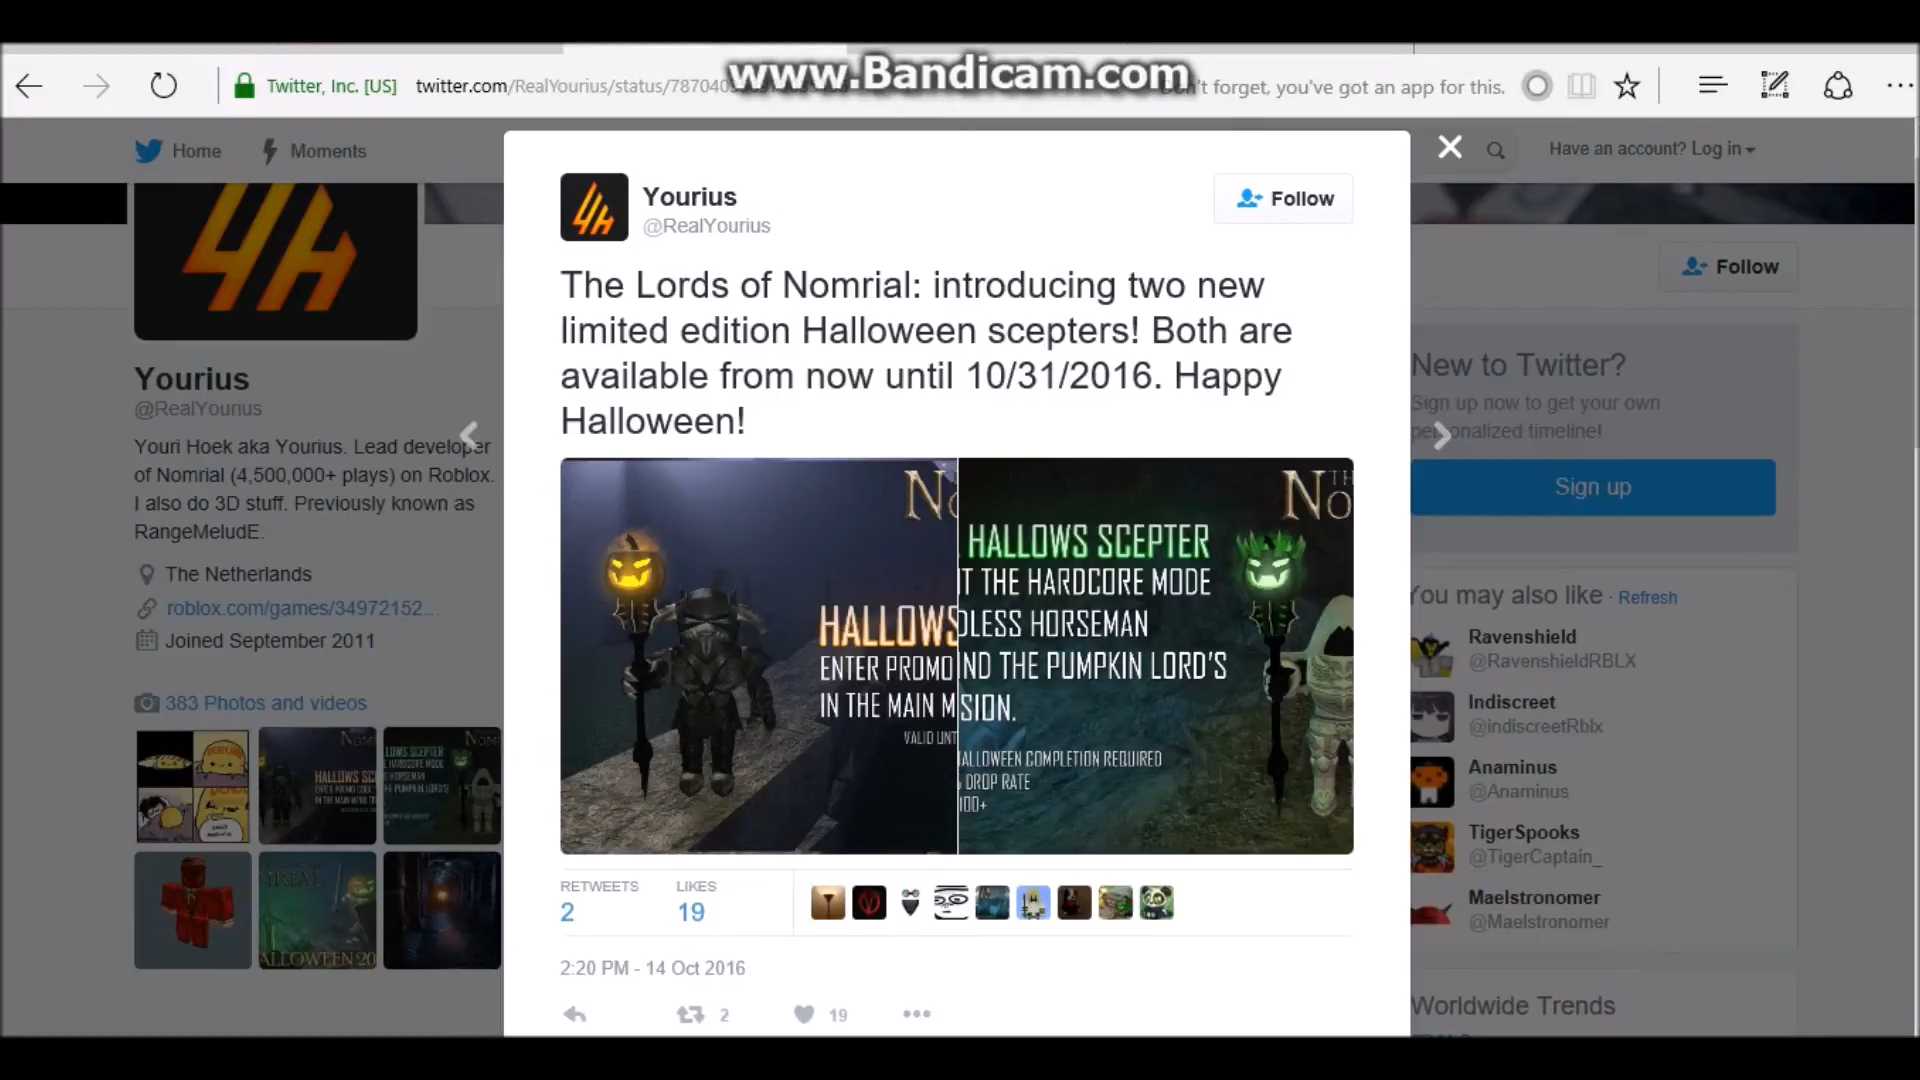 www.Bandicam.com
Twitter, Inc. [US] twitter.com/RealYourius/status/78704
't forget, you've got an app for this.
Home Moments
Have an account? Log in
Yourius
@RealYourius
Follow
The Lords of Nomrial: introducing two new
limited edition Halloween scepters! Both are
available from now until 10/31/2016. Happy
Halloween!
NO
HALLOWS
ENTER PROMO
IN THE MAIN M
VALID UNT
TH
NO
HALLOWS SCEPTER
T THE HARDCORE MODE
DLESS HORSEMAN
IND THE PUMPKIN LORD'S
SION.
ALLOWEEN COMPLETION REQUIRED
DROP RATE
100+
RETWEETS LIKES
2 19
2:20 PM - 14 Oct 2016
2 19
Yourius
@RealYourius
Youri Hoek aka Yourius. Lead developer
of Nomrial (4,500,000+ plays) on Roblox.
I also do 3D stuff. Previously known as
RangeMeludE.
The Netherlands
roblox.com/games/34972152...
Joined September 2011
383 Photos and videos
Follow
New to Twitter?
Sign up now to get your own
personalized timeline!
Sign up
You may also like · Refresh
Ravenshield
@RavenshieldRBLX
Indiscreet
@indiscreetRblx
Anaminus
@Anaminus
TigerSpooks
@TigerCaptain_
Maelstronomer
@Maelstronomer
Worldwide Trends